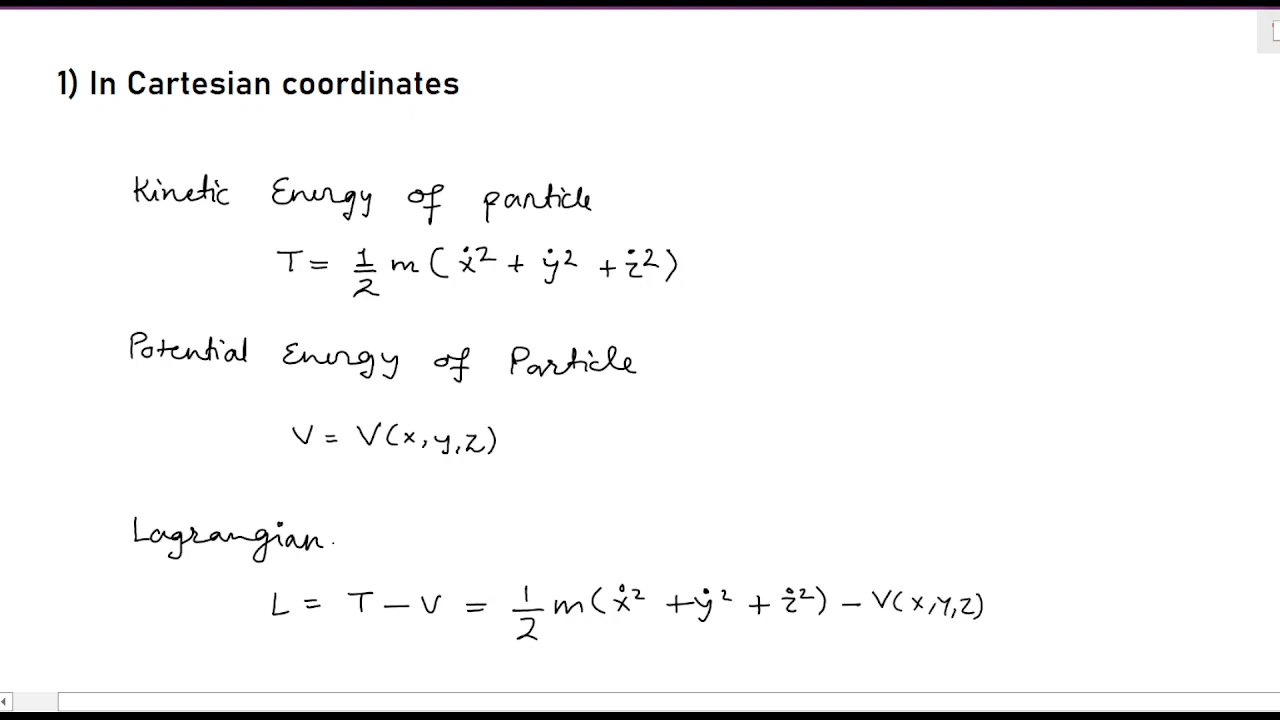 1) In Cartesian coordinates
Kinetic Energy of particle
T = 1/2 m (ẋ² + ẏ² + ż²)
Potential Energy of Particle
V = V(x, y, z)
Lagrangian.
L = T - V = 1/2 m (ẋ² + ẏ² + ż²) - V(x, y, z)